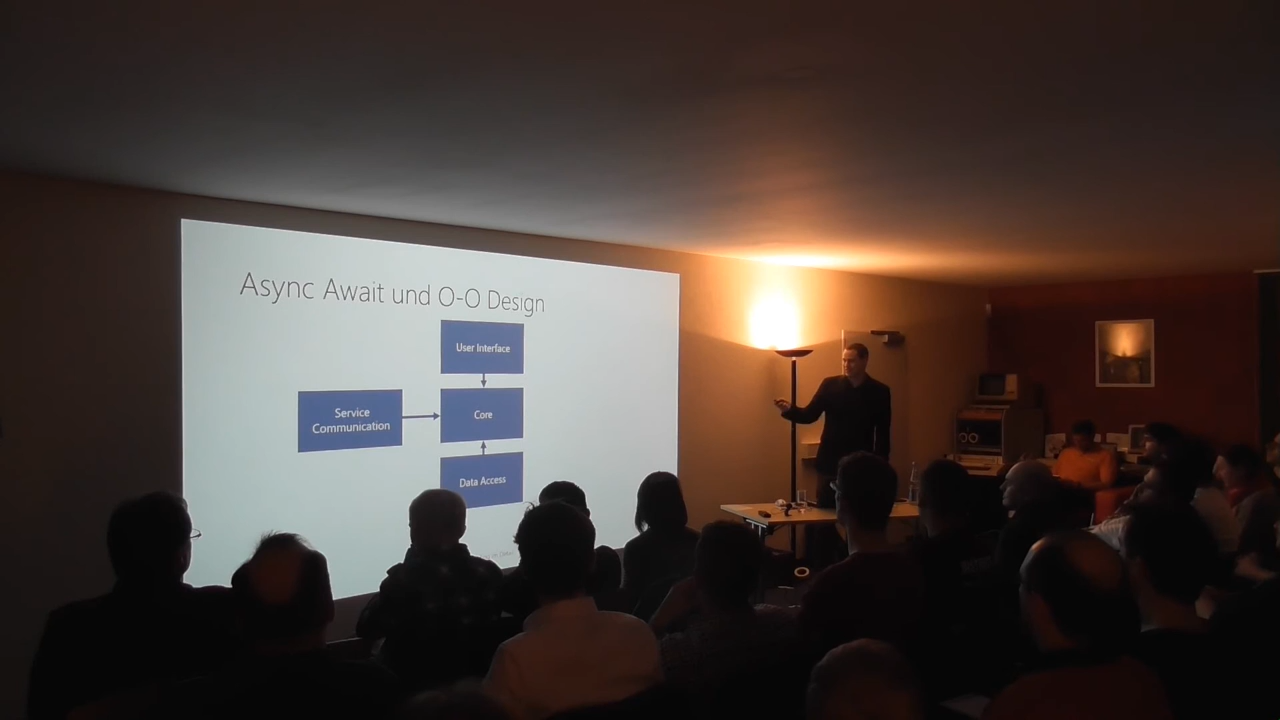 Async Await und O-O Design
User Interface
Service
Communication
Core
Data Access